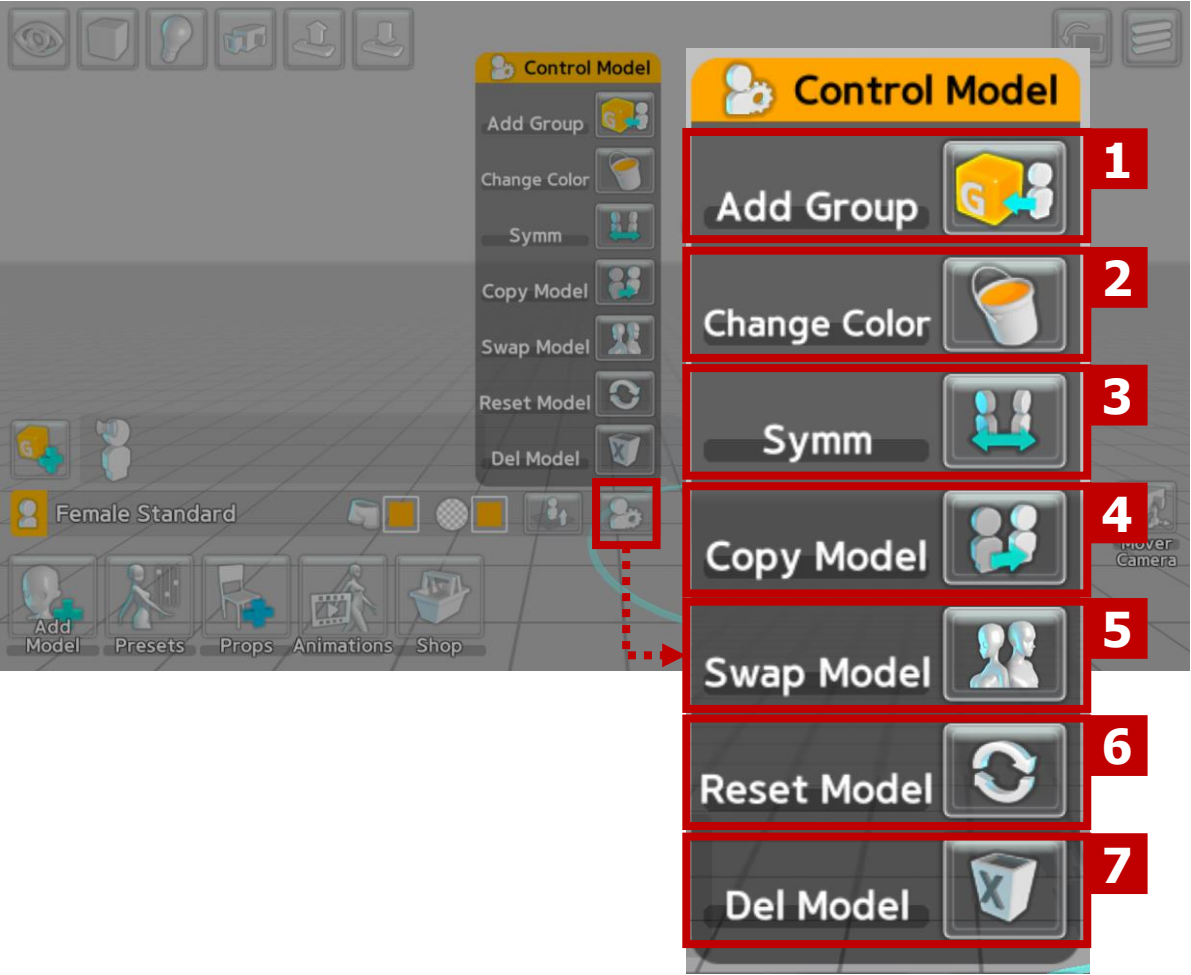 Control Model
Add Group
Change Color
Symm
Copy Model
Swap Model
Reset Model
Del Model
G
Female Standard
Add
Model
Presets
Props
Animations
Shop
Mover
Camera
Control Model
Add Group
G
1
Change Color
2
Symm
3
Copy Model
4
Swap Model
5
Reset Model
6
Del Model
X
7